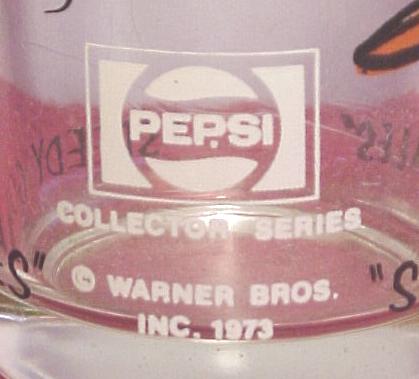 PEPSI
COLLECTOR SERIES
© WARNER BROS.
INC. 1973